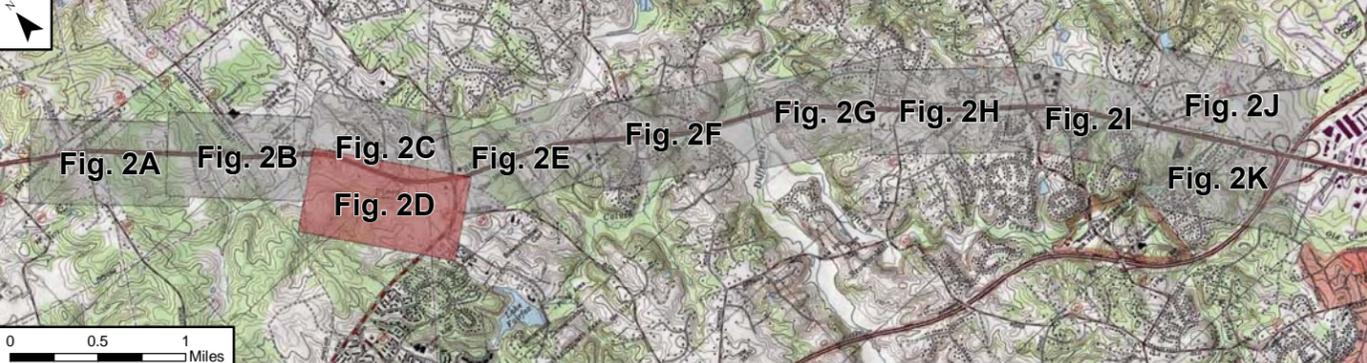 N
Fig. 2A
Fig. 2B
Fig. 2C
Fig. 2D
Fig. 2E
Fig. 2F
Fig. 2G
Fig. 2H
Fig. 2I
Fig. 2J
Fig. 2K
0 0.5 1
Miles